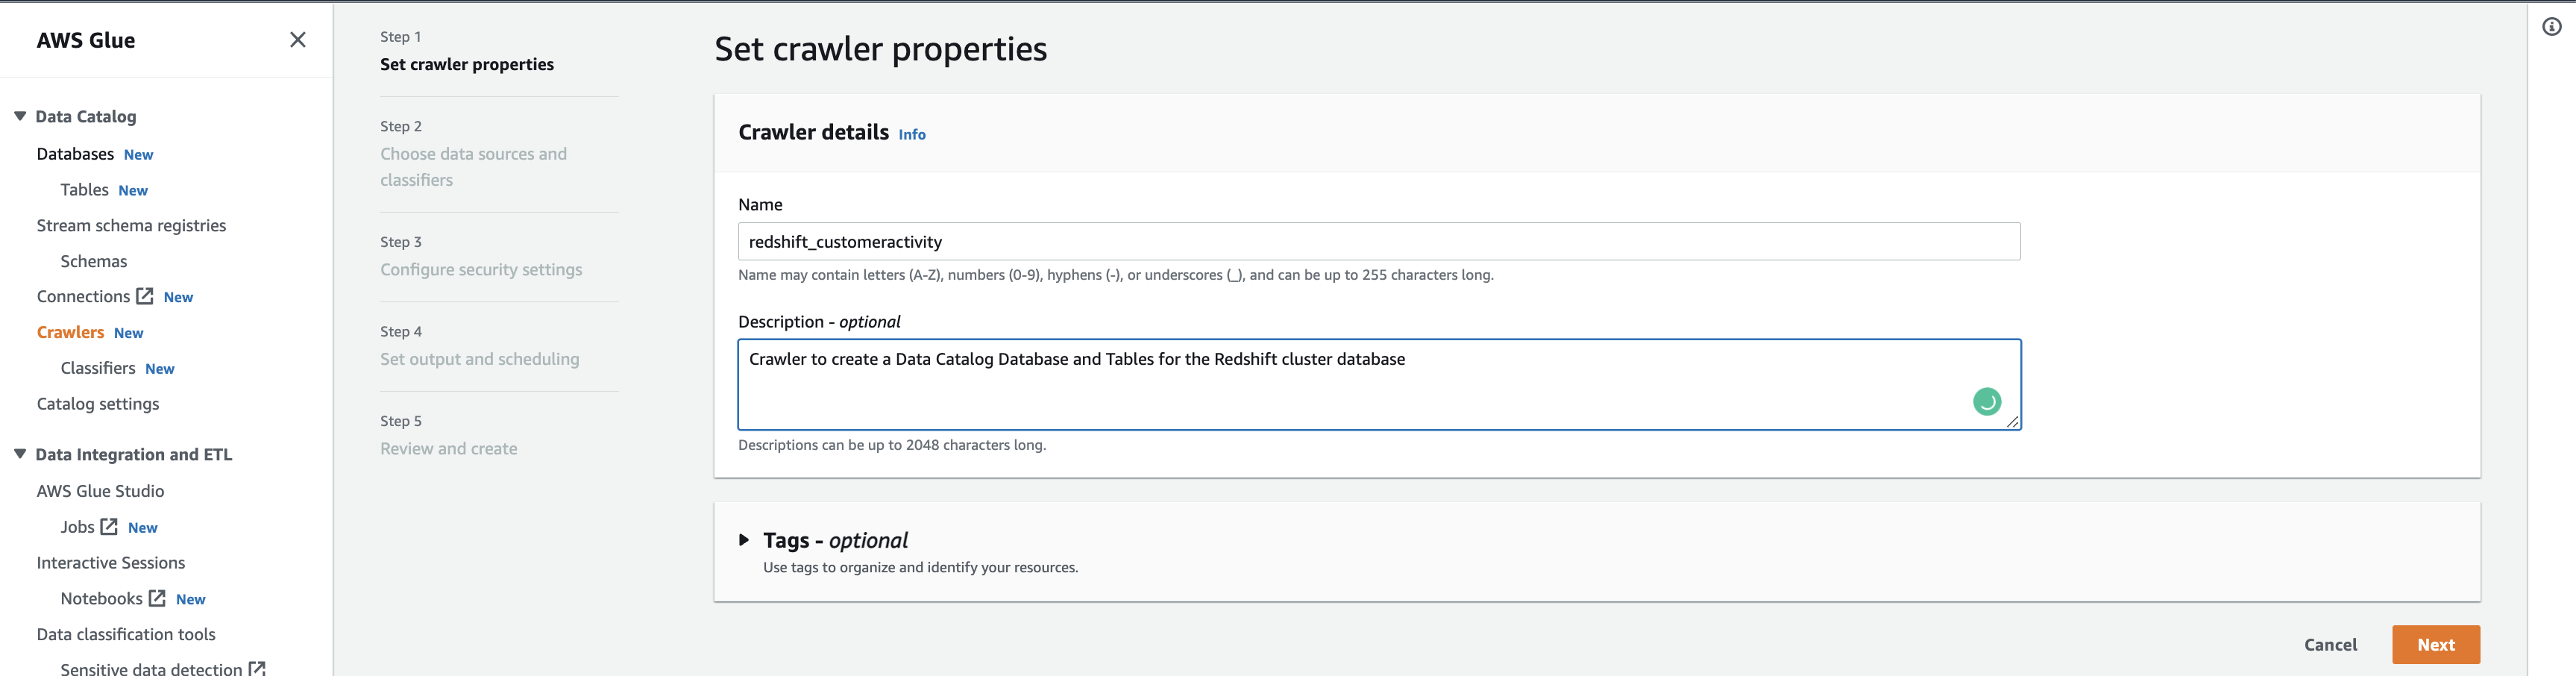 AWS Glue
Data Catalog
Databases New
Tables New
Stream schema registries
Schemas
Connections New
Crawlers New
Classifiers New
Catalog settings
Data Integration and ETL
AWS Glue Studio
Jobs New
Interactive Sessions
Notebooks New
Data classification tools
Sensitive data detection
Step 1
Set crawler properties
Step 2
Choose data sources and
classifiers
Step 3
Configure security settings
Step 4
Set output and scheduling
Step 5
Review and create
Set crawler properties
Crawler details Info
Name
redshift_customeractivity
Name may contain letters (A-Z), numbers (0-9), hyphens (-), or underscores (_), and can be up to 255 characters long.
Description - optional
Crawler to create a Data Catalog Database and Tables for the Redshift cluster database
Descriptions can be up to 2048 characters long.
Tags - optional
Use tags to organize and identify your resources.
Cancel
Next